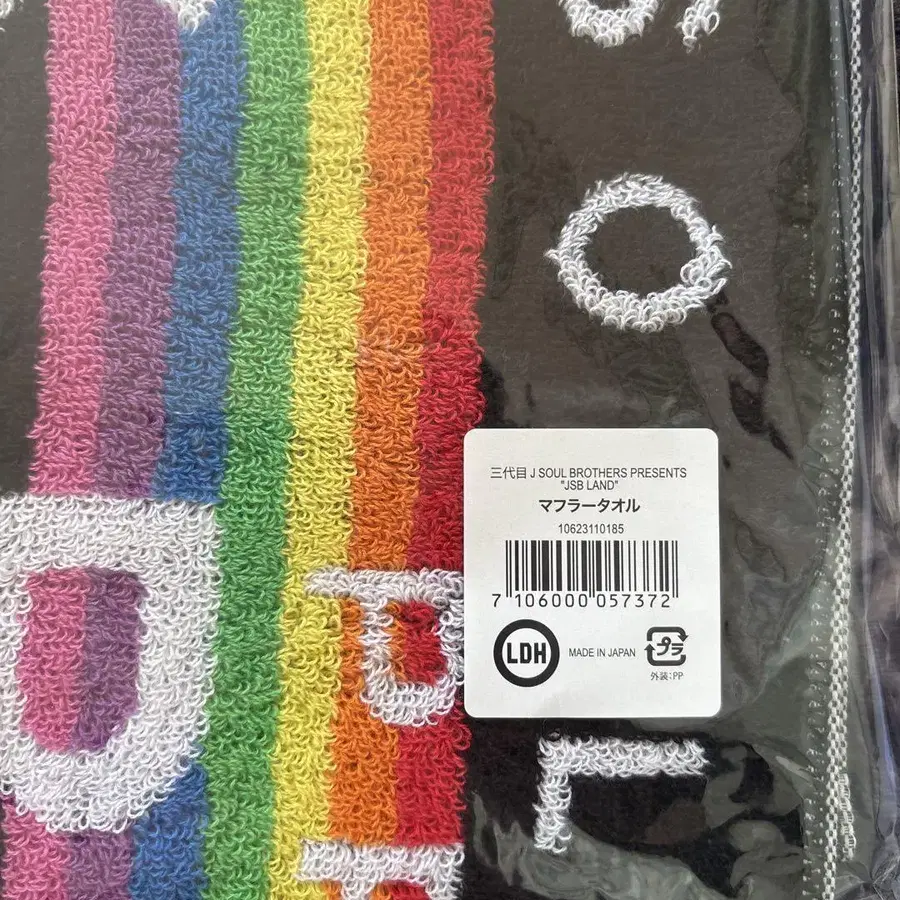 三代目 J SOUL BROTHERS PRESENTS
"JSB LAND"
マフラータオル
10623110185
7 106000 057372
LDH
MADE IN JAPAN
プラ
外装:PP